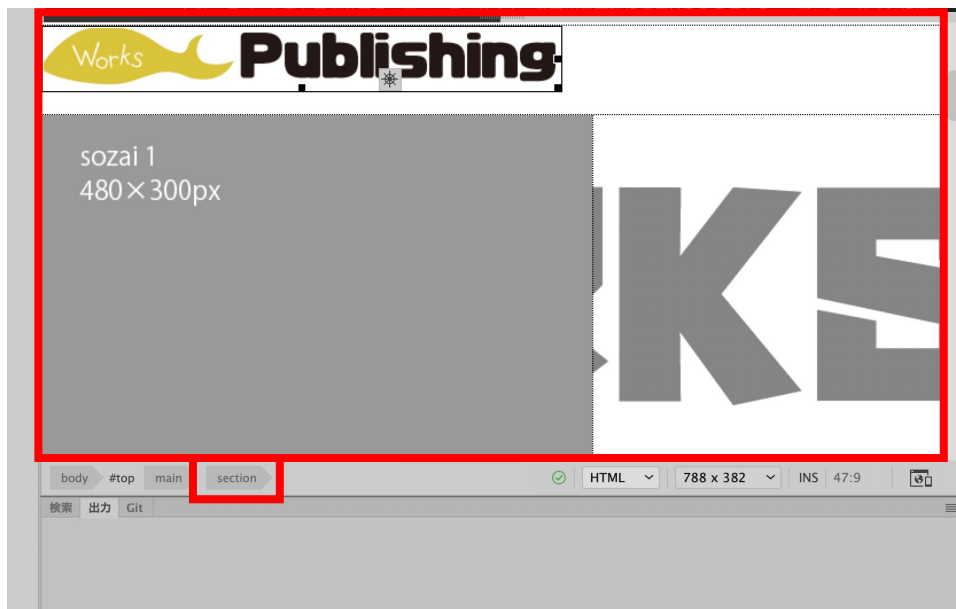 Works Publishing
sozai 1
480×300px
KS
body #top main section HTML 788 x 382 INS 47:9
検索 出力 Git